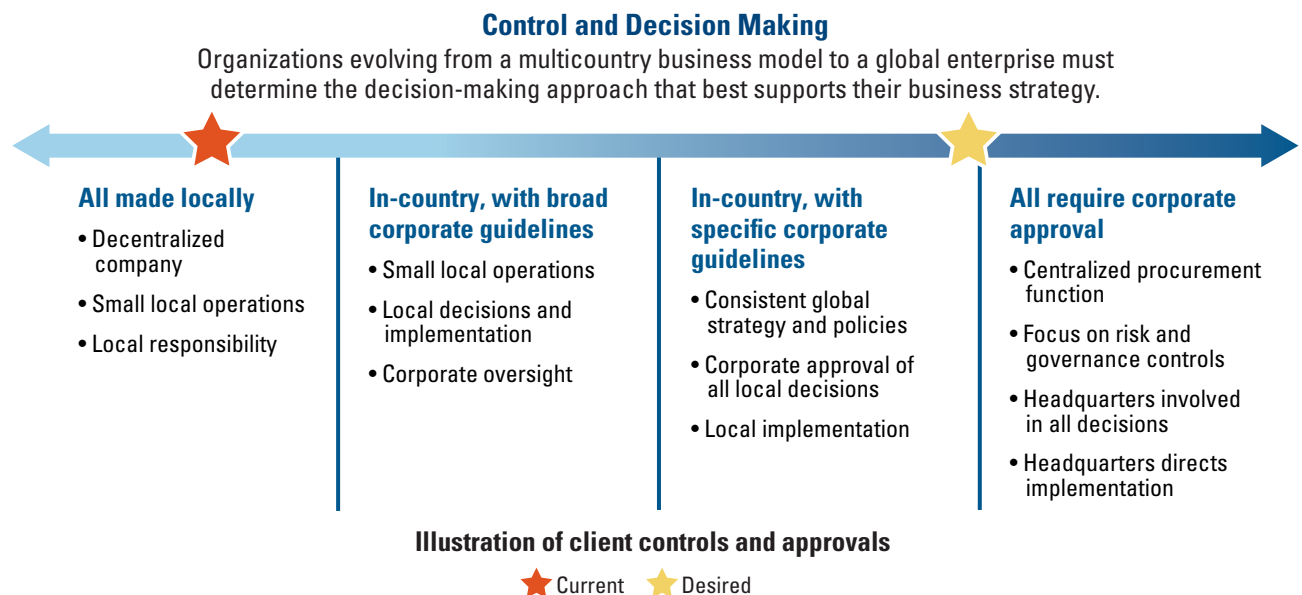 Control and Decision Making
Organizations evolving from a multicountry business model to a global enterprise must
determine the decision-making approach that best supports their business strategy.
All made locally
• Decentralized
company
• Small local operations
• Local responsibility
In-country, with broad
corporate guidelines
• Small local operations
• Local decisions and
implementation
• Corporate oversight
In-country, with
specific corporate
guidelines
• Consistent global
strategy and policies
• Corporate approval of
all local decisions
• Local implementation
All require corporate
approval
• Centralized procurement
function
• Focus on risk and
governance controls
• Headquarters involved
in all decisions
• Headquarters directs
implementation
Illustration of client controls and approvals
Current Desired